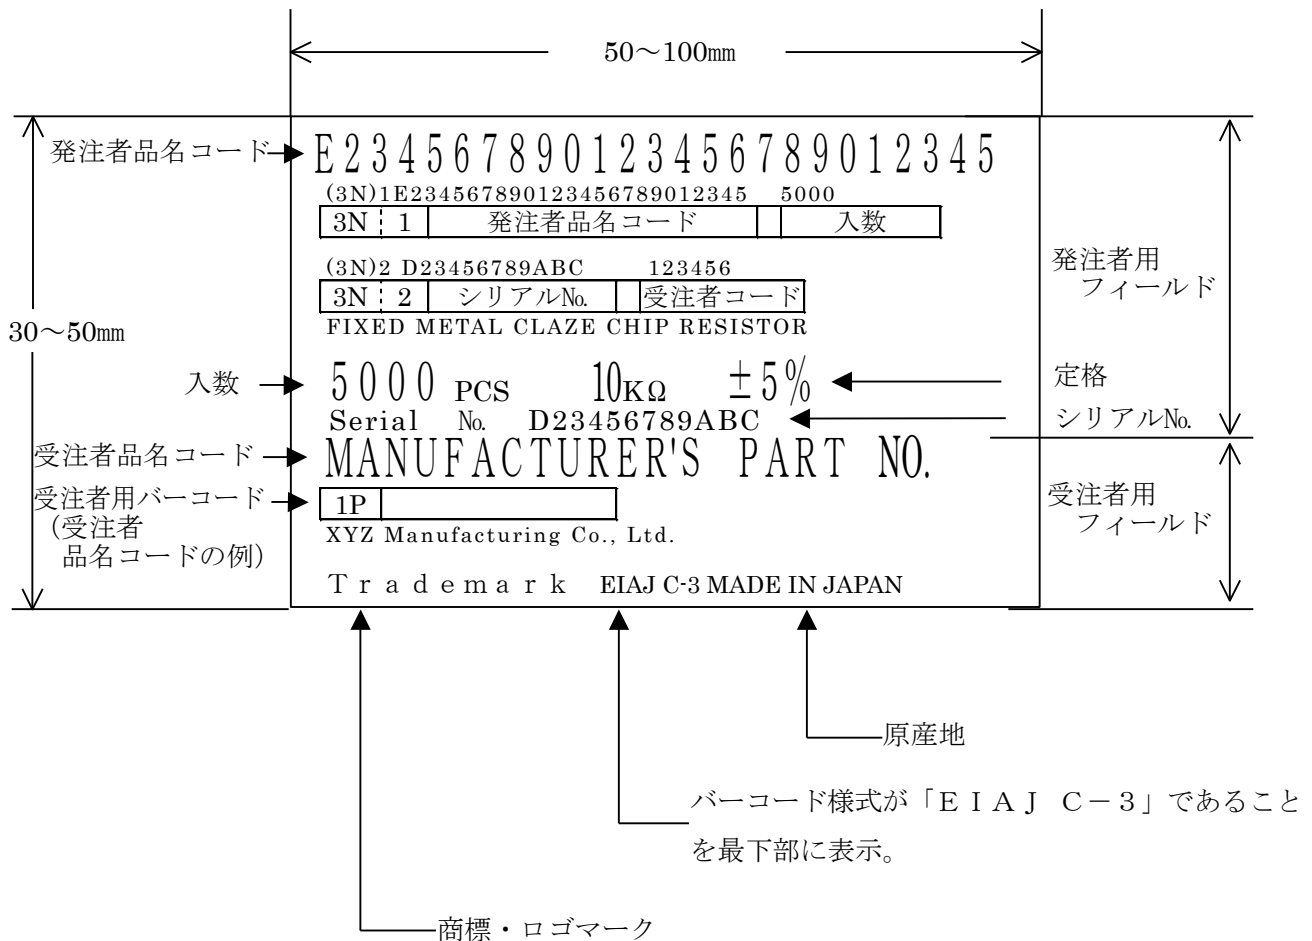 50～100㎜
発注者品名コード
E234567890123456789012345
(3N)1E234567890123456789012345 5000
3N 1 発注者品名コード 入数
(3N)2 D23456789ABC 123456
3N 2 シリアル№ 受注者コード
FIXED METAL CLAZE CHIP RESISTOR
発注者用
フィールド
30～50㎜
入数
5000 PCS 10KΩ ±5%
定格
Serial № D23456789ABC
シリアル№
受注者品名コード
MANUFACTURER'S PART NO.
受注者用バーコード
(受注者
品名コードの例)
1P
受注者用
フィールド
XYZ Manufacturing Co., Ltd.
Ｔｒａｄｅｍａｒｋ EIAJ C-3 MADE IN JAPAN
原産地
バーコード様式が「ＥＩＡＪ Ｃ－３」であること
を最下部に表示。
商標・ロゴマーク